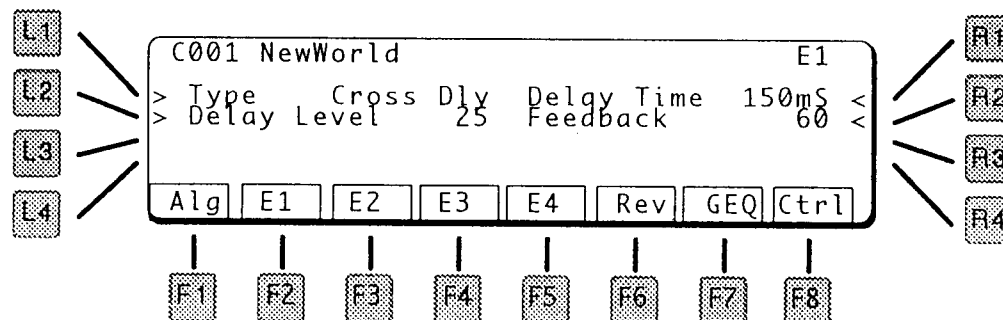 L1
L2
L3
L4
C001 NewWorld E1
> Type Cross Dly Delay Time 150mS <
> Delay Level 25 Feedback 60 <
Alg E1 E2 E3 E4 Rev GEQ Ctrl
R1
R2
R3
R4
F1 F2 F3 F4 F5 F6 F7 F8